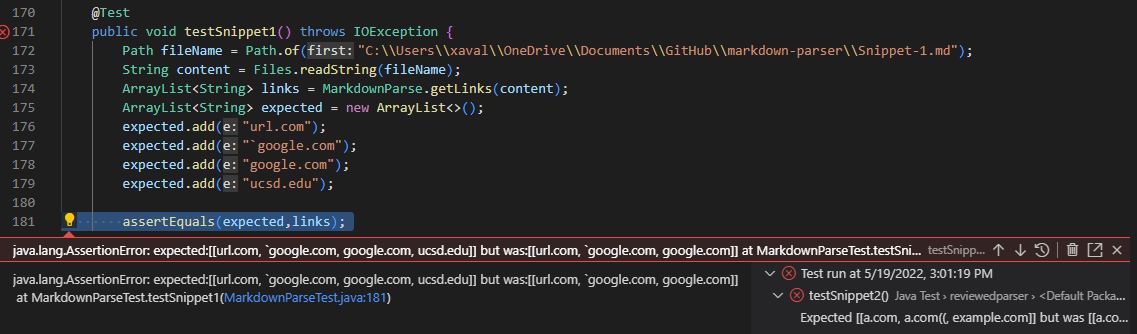 170 @Test
171 public void testSnippet1() throws IOException {
172 Path fileName = Path.of(first: "C:\\Users\\xaval\\OneDrive\\Documents\\GitHub\\markdown-parser\\Snippet-1.md");
173 String content = Files.readString(fileName);
174 ArrayList<String> links = MarkdownParse.getLinks(content);
175 ArrayList<String> expected = new ArrayList<>();
176 expected.add(e: "url.com");
177 expected.add(e: "`google.com");
178 expected.add(e: "google.com");
179 expected.add(e: "ucsd.edu");
180
181 assertEquals(expected,links);
java.lang.AssertionError: expected:[[url.com, `google.com, google.com, ucsd.edu]] but was:[[url.com, `google.com, google.com]] at MarkdownParseTest.testSni... testSnipp...
java.lang.AssertionError: expected:[[url.com, `google.com, google.com, ucsd.edu]] but was:[[url.com, `google.com, google.com]]
at MarkdownParseTest.testSnippet1(MarkdownParseTest.java:181)
Test run at 5/19/2022, 3:01:19 PM
testSnippet2() Java Test › reviewedparser › <Default Packa...
Expected [[a.com, a.com((, example.com]] but was [[a.co...